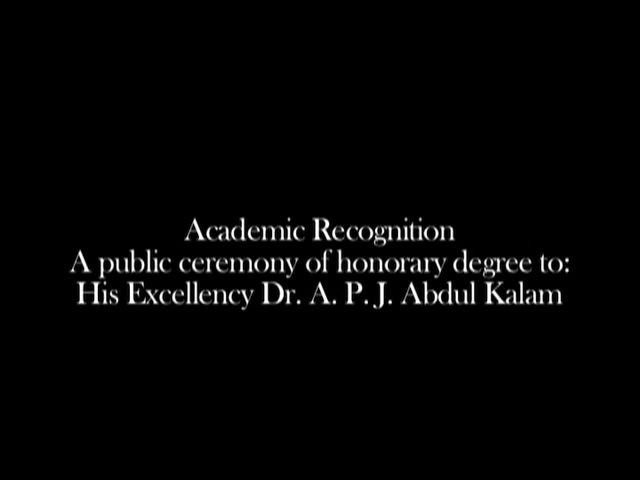 Academic Recognition
A public ceremony of honorary degree to:
His Excellency Dr. A. P. J. Abdul Kalam